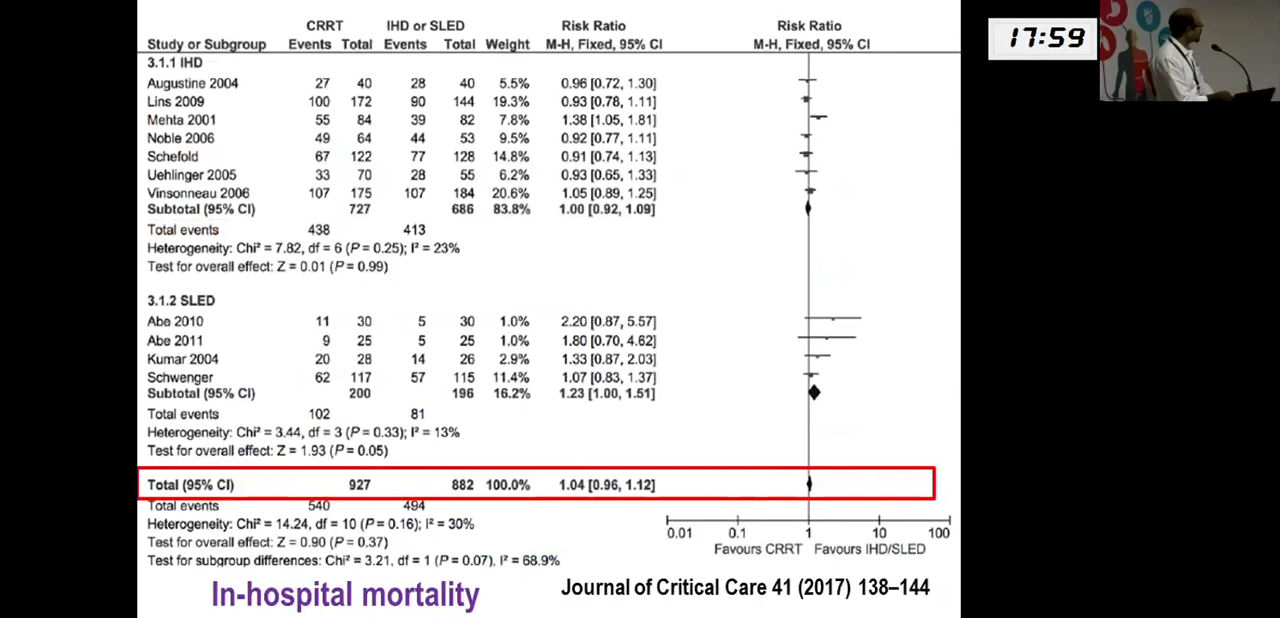 CRRT IHD or SLED Risk Ratio Risk Ratio
Study or Subgroup Events Total Events Total Weight M-H, Fixed, 95% CI M-H, Fixed, 95% CI
3.1.1 IHD
Augustine 2004 27 40 28 40 5.5% 0.96 [0.72, 1.30]
Lins 2009 100 172 90 144 19.3% 0.93 [0.78, 1.11]
Mehta 2001 55 84 39 82 7.8% 1.38 [1.05, 1.81]
Noble 2006 49 64 44 53 9.5% 0.92 [0.77, 1.11]
Schefold 67 122 77 128 14.8% 0.91 [0.74, 1.13]
Uehlinger 2005 33 70 28 55 6.2% 0.93 [0.65, 1.33]
Vinsonneau 2006 107 175 107 184 20.6% 1.05 [0.89, 1.25]
Subtotal (95% CI) 727 686 83.8% 1.00 [0.92, 1.09]
Total events 438 413
Heterogeneity: Chi² = 7.82, df = 6 (P = 0.25); I² = 23%
Test for overall effect: Z = 0.01 (P = 0.99)
3.1.2 SLED
Abe 2010 11 30 5 30 1.0% 2.20 [0.87, 5.57]
Abe 2011 9 25 5 25 1.0% 1.80 [0.70, 4.62]
Kumar 2004 20 28 14 26 2.9% 1.33 [0.87, 2.03]
Schwenger 62 117 57 115 11.4% 1.07 [0.83, 1.37]
Subtotal (95% CI) 200 196 16.2% 1.23 [1.00, 1.51]
Total events 102 81
Heterogeneity: Chi² = 3.44, df = 3 (P = 0.33); I² = 13%
Test for overall effect: Z = 1.93 (P = 0.05)
Total (95% CI) 927 882 100.0% 1.04 [0.96, 1.12]
Total events 540 494
Heterogeneity: Chi² = 14.24, df = 10 (P = 0.16); I² = 30%
Test for overall effect: Z = 0.90 (P = 0.37)
Test for subgroup differences: Chi² = 3.21, df = 1 (P = 0.07), I² = 68.9%
0.01 0.1 1 10 100
Favours CRRT Favours IHD/SLED
In-hospital mortality
Journal of Critical Care 41 (2017) 138–144
17:59